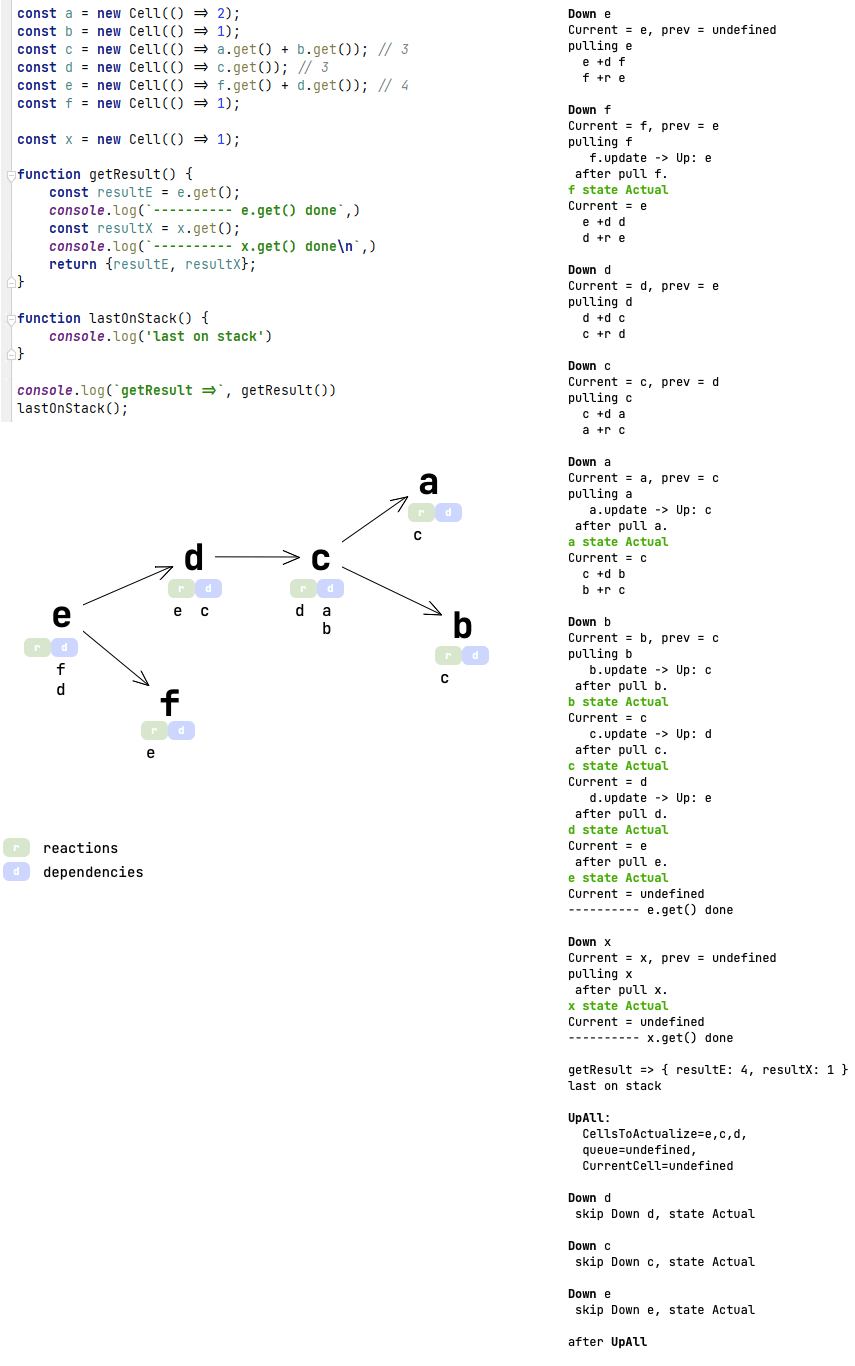 const a = new Cell(() => 2);
const b = new Cell(() => 1);
const c = new Cell(() => a.get() + b.get()); // 3
const d = new Cell(() => c.get()); // 3
const e = new Cell(() => f.get() + d.get()); // 4
const f = new Cell(() => 1);

const x = new Cell(() => 1);

function getResult() {
    const resultE = e.get();
    console.log(`---------- e.get() done`,)
    const resultX = x.get();
    console.log(`---------- x.get() done\n`,)
    return {resultE, resultX};
}

function lastOnStack() {
    console.log('last on stack')
}

console.log(`getResult =>`, getResult())
lastOnStack();

a
r d
c
d
r d
e c
c
r d
d a
b
e
r d
f
d
b
r d
c
f
r d
e
r reactions
d dependencies

Down e
Current = e, prev = undefined
pulling e
  e +d f
  f +r e

Down f
Current = f, prev = e
pulling f
   f.update -> Up: e
 after pull f.
f state Actual
Current = e
  e +d d
  d +r e

Down d
Current = d, prev = e
pulling d
  d +d c
  c +r d

Down c
Current = c, prev = d
pulling c
  c +d a
  a +r c

Down a
Current = a, prev = c
pulling a
   a.update -> Up: c
 after pull a.
a state Actual
Current = c
  c +d b
  b +r c

Down b
Current = b, prev = c
pulling b
   b.update -> Up: c
 after pull b.
b state Actual
Current = c
   c.update -> Up: d
 after pull c.
c state Actual
Current = d
   d.update -> Up: e
 after pull d.
d state Actual
Current = e
 after pull e.
e state Actual
Current = undefined
---------- e.get() done

Down x
Current = x, prev = undefined
pulling x
 after pull x.
x state Actual
Current = undefined
---------- x.get() done

getResult => { resultE: 4, resultX: 1 }
last on stack

UpAll:
  CellsToActualize=e,c,d,
  queue=undefined,
  CurrentCell=undefined

Down d
 skip Down d, state Actual

Down c
 skip Down c, state Actual

Down e
 skip Down e, state Actual

after UpAll